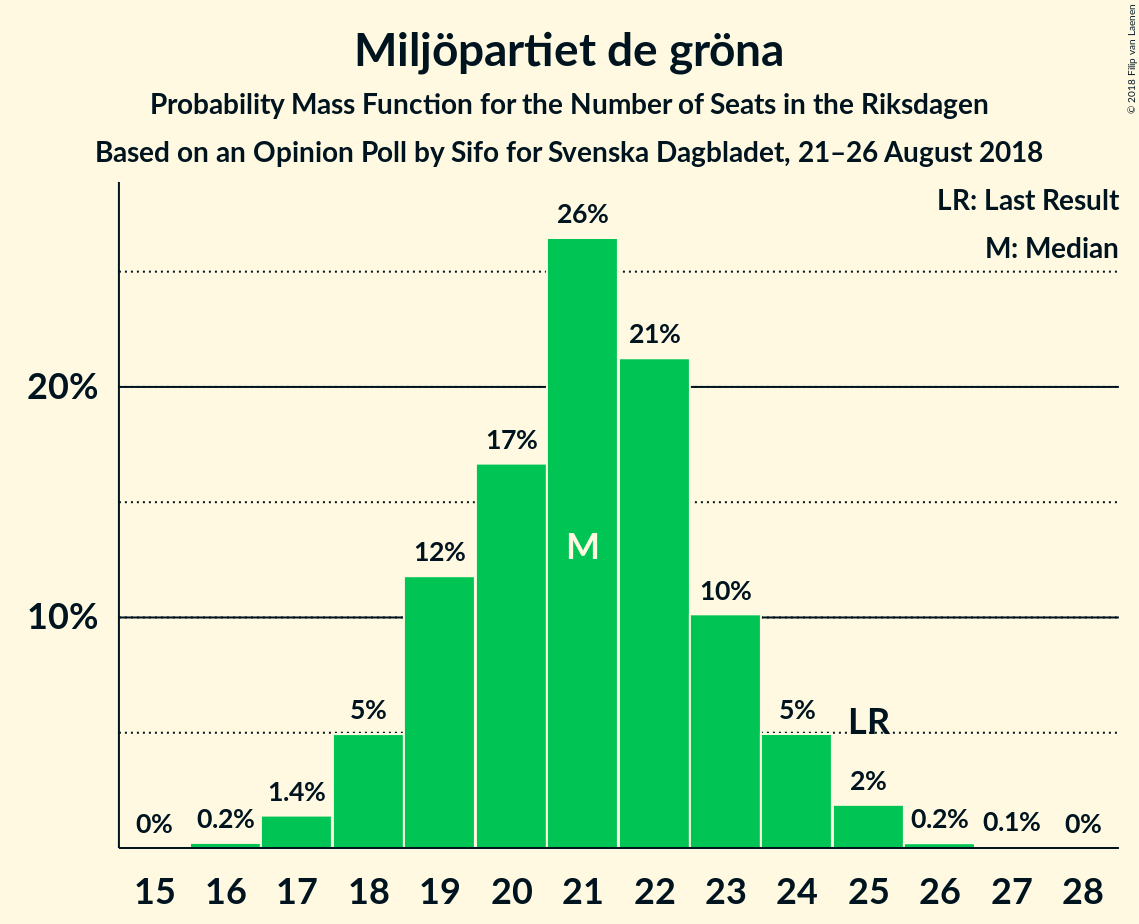 Miljöpartiet de gröna
Probability Mass Function for the Number of Seats in the Riksdagen
Based on an Opinion Poll by Sifo for Svenska Dagbladet, 21–26 August 2018
© 2018 Filip van Laenen
LR: Last Result
M: Median
26%
21%
20%
17%
M
12%
10%
10%
5%
5%
LR
2%
1.4%
0%
0.2%
0.2%
0.1%
0%
15 16 17 18 19 20 21 22 23 24 25 26 27 28